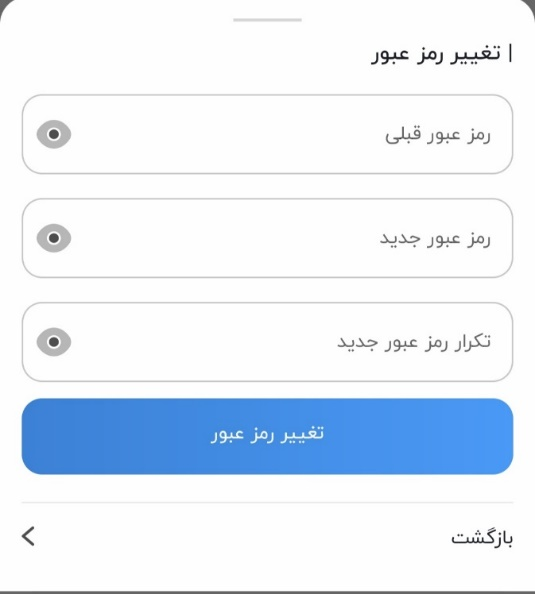 | تغییر رمز عبور
رمز عبور قبلی
رمز عبور جدید
تکرار رمز عبور جدید
تغییر رمز عبور
بازگشت